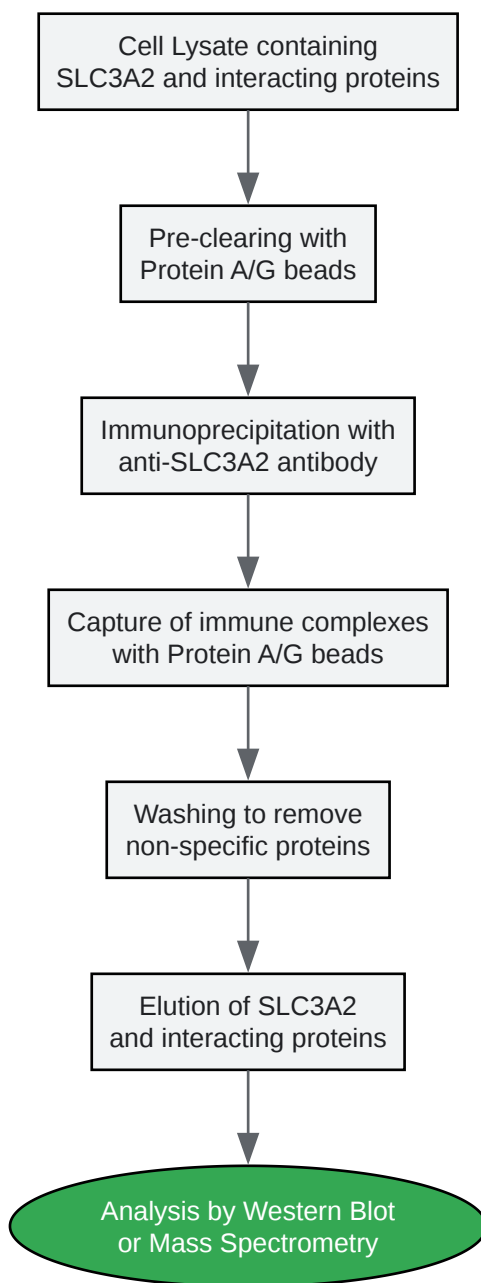 Cell Lysate containing
SLC3A2 and interacting proteins
Pre-clearing with
Protein A/G beads
Immunoprecipitation with
anti-SLC3A2 antibody
Capture of immune complexes
with Protein A/G beads
Washing to remove
non-specific proteins
Elution of SLC3A2
and interacting proteins
Analysis by Western Blot
or Mass Spectrometry